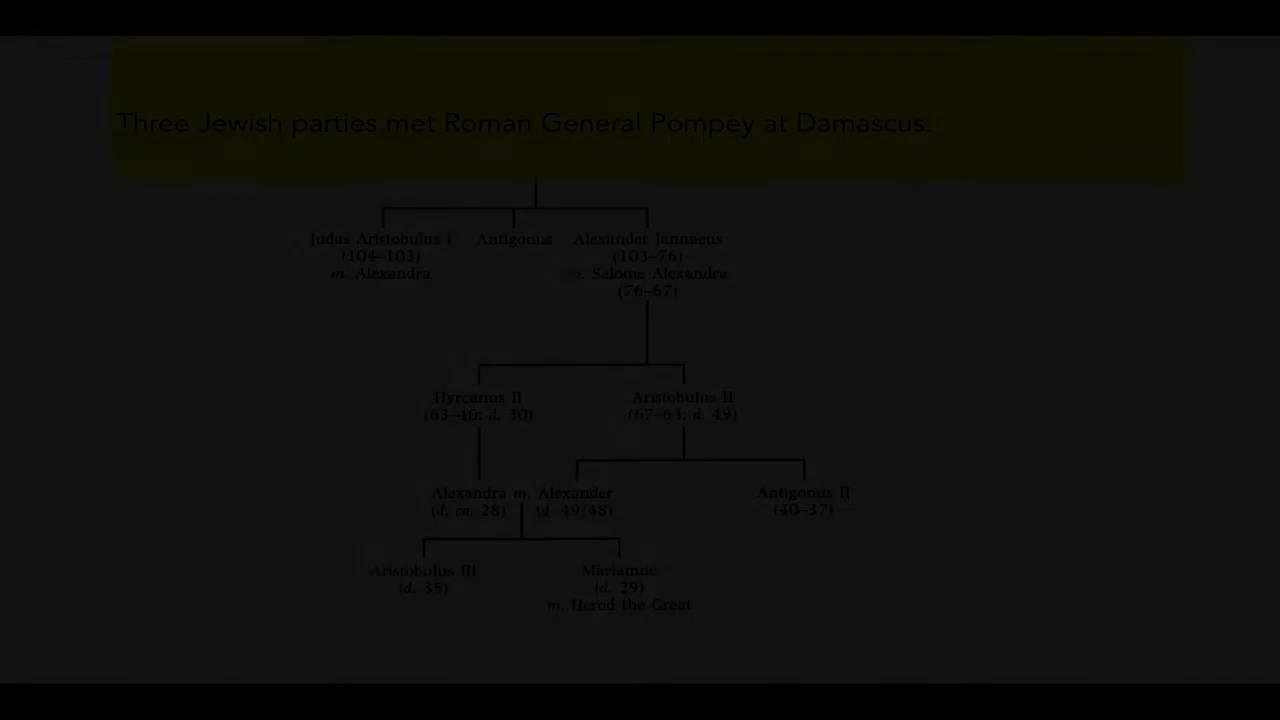 Three Jewish parties met Roman General Pompey at Damascus:
Judas Aristobulus I Antigonus Alexander Jannaeus
(104–103) (103–76)
m. Alexandra m. Salome Alexandra
(76–67)
Hyrcanus II Aristobulus II
(63–40; d. 30) (67–63; d. 49)
Alexandra m. Alexander Antigonus II
(d. ca. 28) (d. 49/48) (40–37)
Aristobulus III Mariamne
(d. 35) (d. 29)
m. Herod the Great